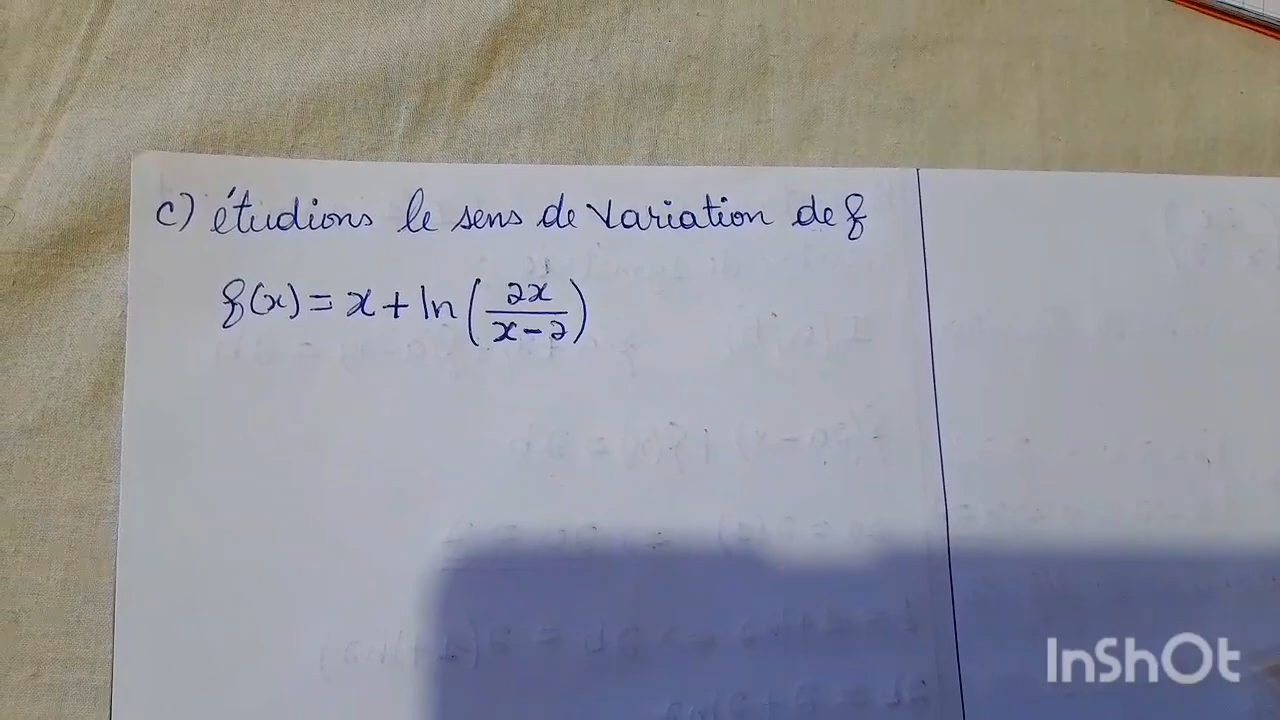 c) étudions le sens de variation de f
f(x) = x + ln(2x/(x-2))
InShOt